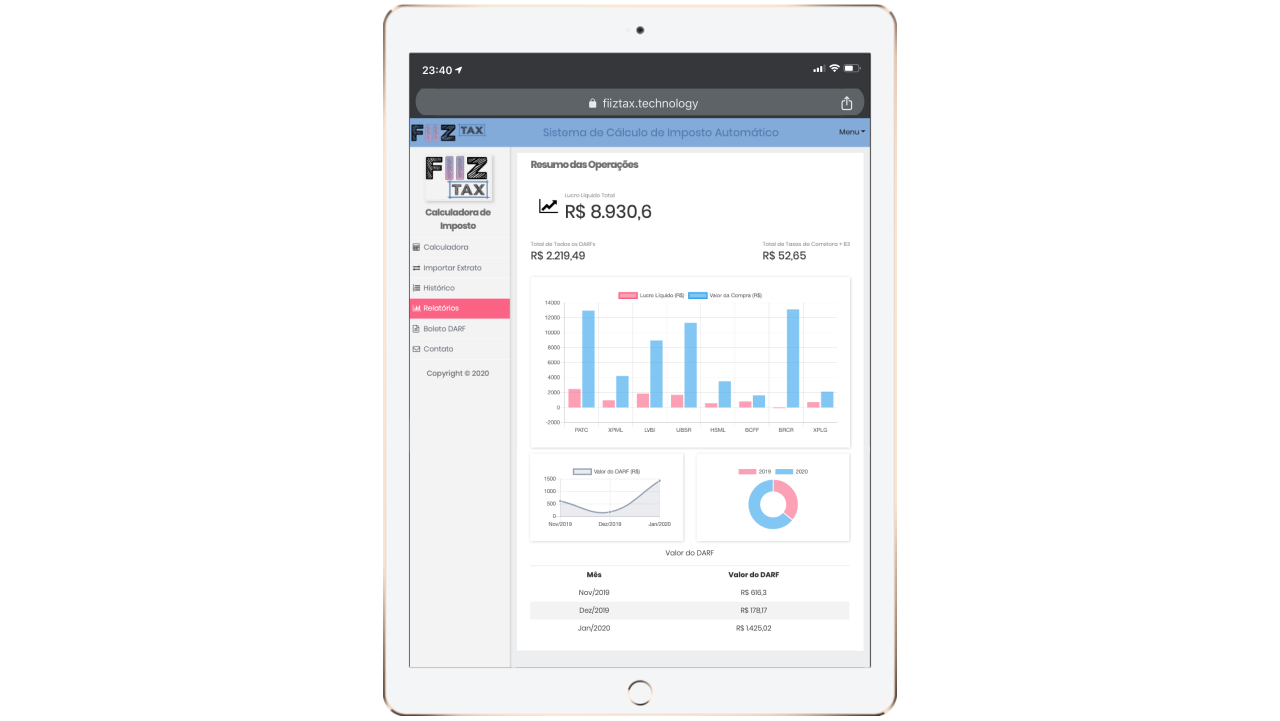 23:40
fiiztax.technology
FIIZ TAX
Sistema de Cálculo de Imposto Automático
Menu
FIIZ
TAX
Calculadora de
Imposto
Calculadora
Importar Extrato
Histórico
Relatórios
Boleto DARF
Contato
Copyright © 2020
Resumo das Operações
Lucro Líquido Total
R$ 8.930,6
Total de Todos os DARFs
R$ 2.219,49
Total de Taxas de Corretora + B3
R$ 52,65
Lucro Líquido (R$) Valor da Compra (R$)
14000
12000
10000
8000
6000
4000
2000
0
-2000
PATC XPML LVBI UBSR HSML BCFF BRCR XPLG
Valor do DARF (R$)
1500
1000
500
0
Nov/2019 Dez/2019 Jan/2020
2019 2020
Valor do DARF
Mês Valor do DARF
Nov/2019 R$ 616,3
Dez/2019 R$ 178,17
Jan/2020 R$ 1.425,02